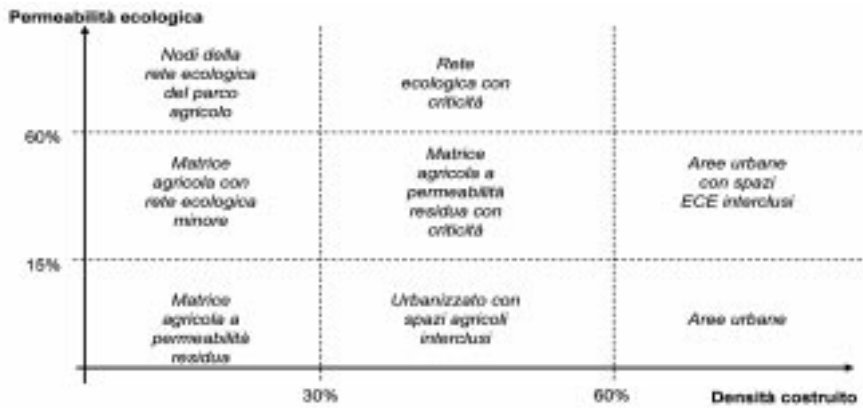 Permeabilità ecologica
Nodi della
rete ecologica
del parco
agricolo
Rete
ecologica con
criticità
60%
Matrice
agricola con
rete ecologica
minore
Matrice
agricola a
permeabilità
residua con
criticità
Aree urbane
con spazi
ECE interclusi
15%
Matrice
agricola a
permeabilità
residua
Urbanizzato con
spazi agricoli
interclusi
Aree urbane
30%
60%
Densità costruito